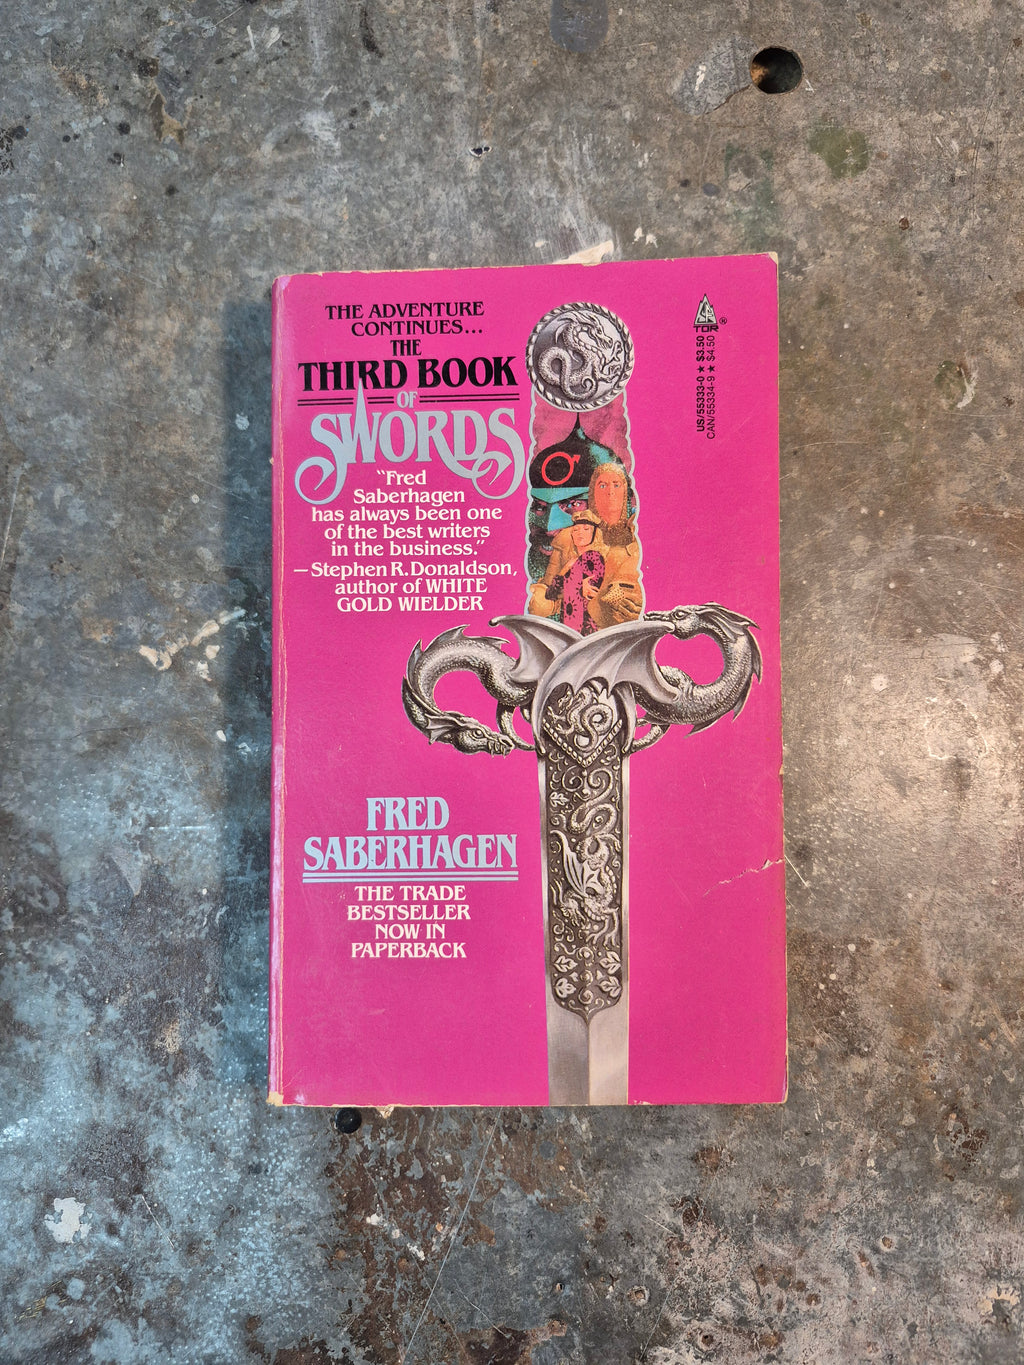 THE ADVENTURE
CONTINUES...
THE
THIRD BOOK
OF
SWORDS
"Fred
Saberhagen
has always been one
of the best writers
in the business."
—Stephen R. Donaldson,
author of WHITE
GOLD WIELDER
FRED
SABERHAGEN
THE TRADE
BESTSELLER
NOW IN
PAPERBACK
TOR®
US/55333-0 ★ $3.50
CAN/55334-9 ★ $4.50